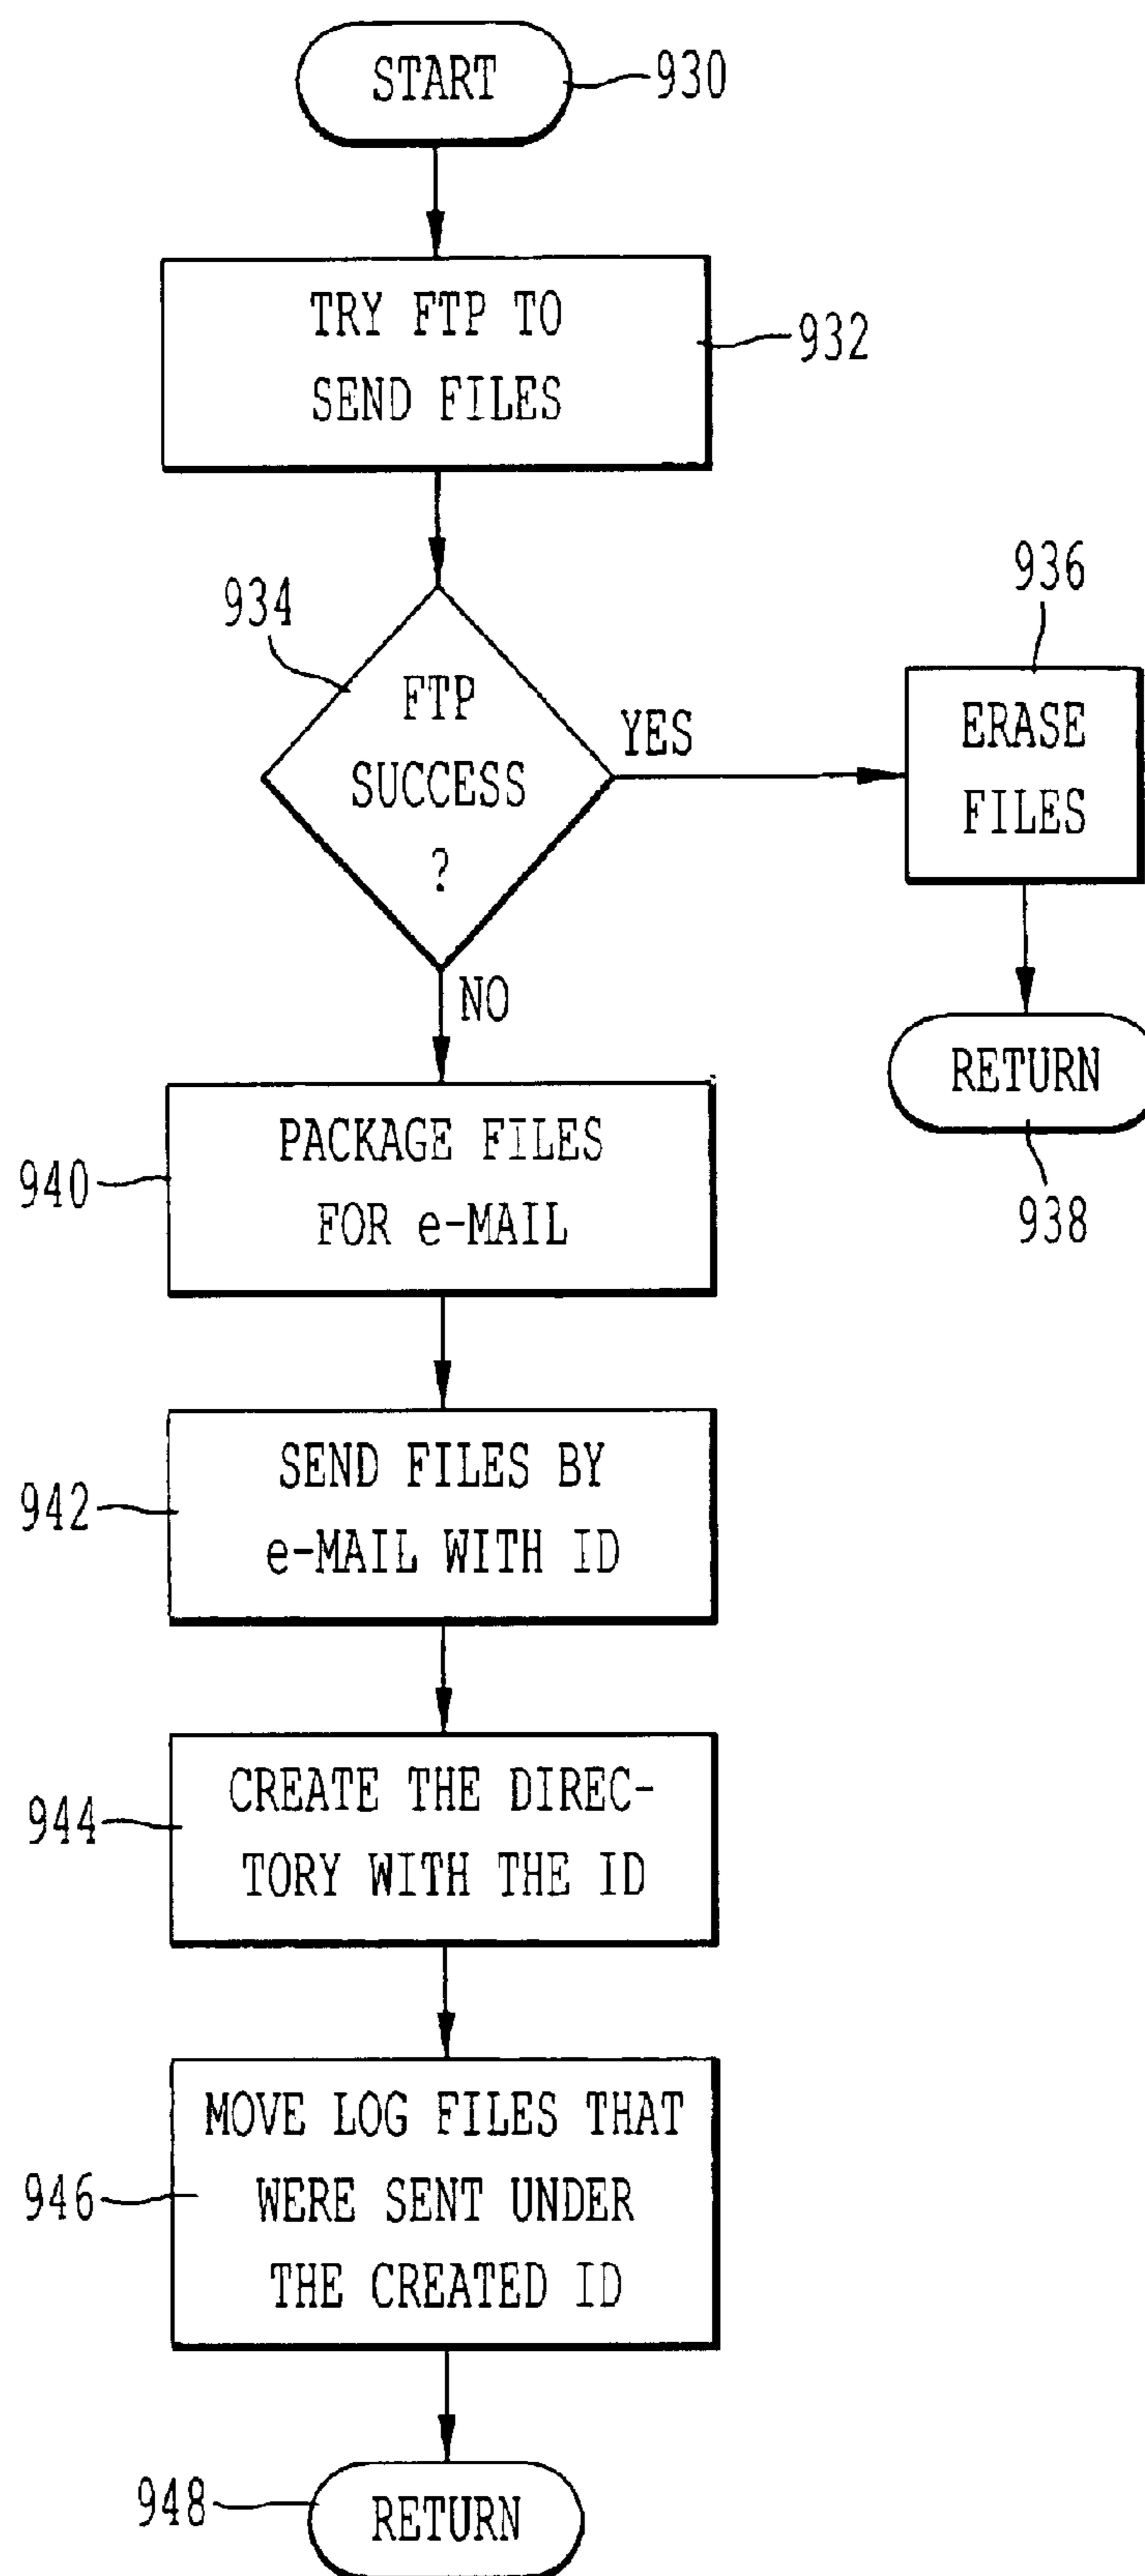 START
930
TRY FTP TO
SEND FILES
932
934
FTP
SUCCESS
?
YES
936
ERASE
FILES
NO
RETURN
938
940
PACKAGE FILES
FOR e-MAIL
942
SEND FILES BY
e-MAIL WITH ID
944
CREATE THE DIREC-
TORY WITH THE ID
946
MOVE LOG FILES THAT
WERE SENT UNDER
THE CREATED ID
948
RETURN